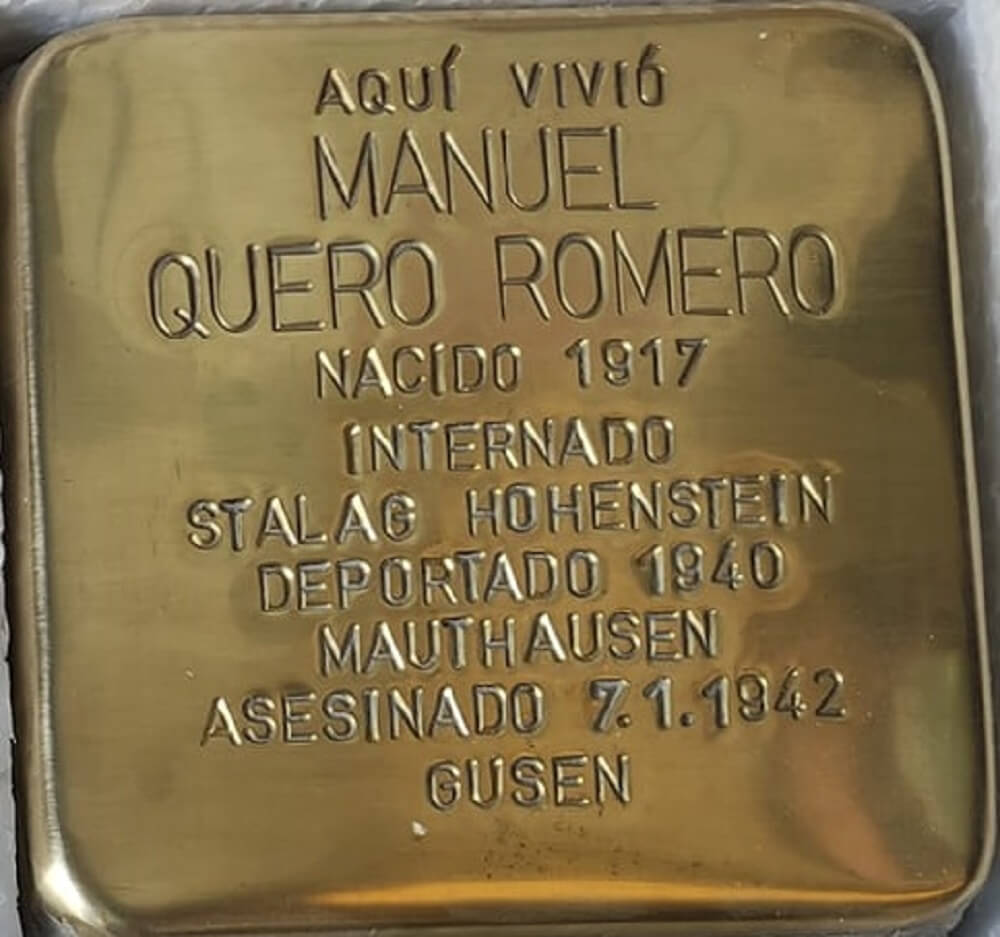 AQUÍ VIVIÓ
MANUEL
QUERO ROMERO
NACIDO 1917
INTERNADO
STALAG HOHENSTEIN
DEPORTADO 1940
MAUTHAUSEN
ASESINADO 7.1.1942
GUSEN